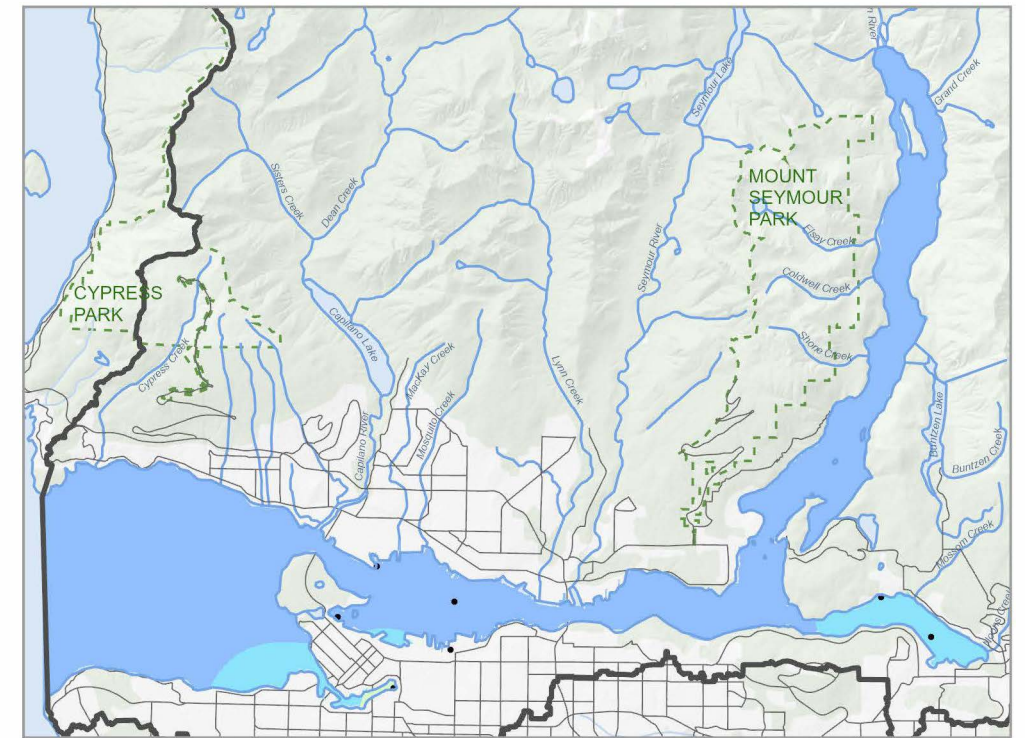 Grand Creek
Seymour Lake
MOUNT
SEYMOUR
PARK
Sisters Creek
Dean Creek
Elsay Creek
Seymour River
Coldwell Creek
CYPRESS
PARK
Capilano Lake
Shone Creek
Cypress Creek
MacKay Creek
Lynn Creek
Mosquito Creek
Buntzen Lake
Capilano River
Buntzen Creek
Mossom Creek
River
Creek